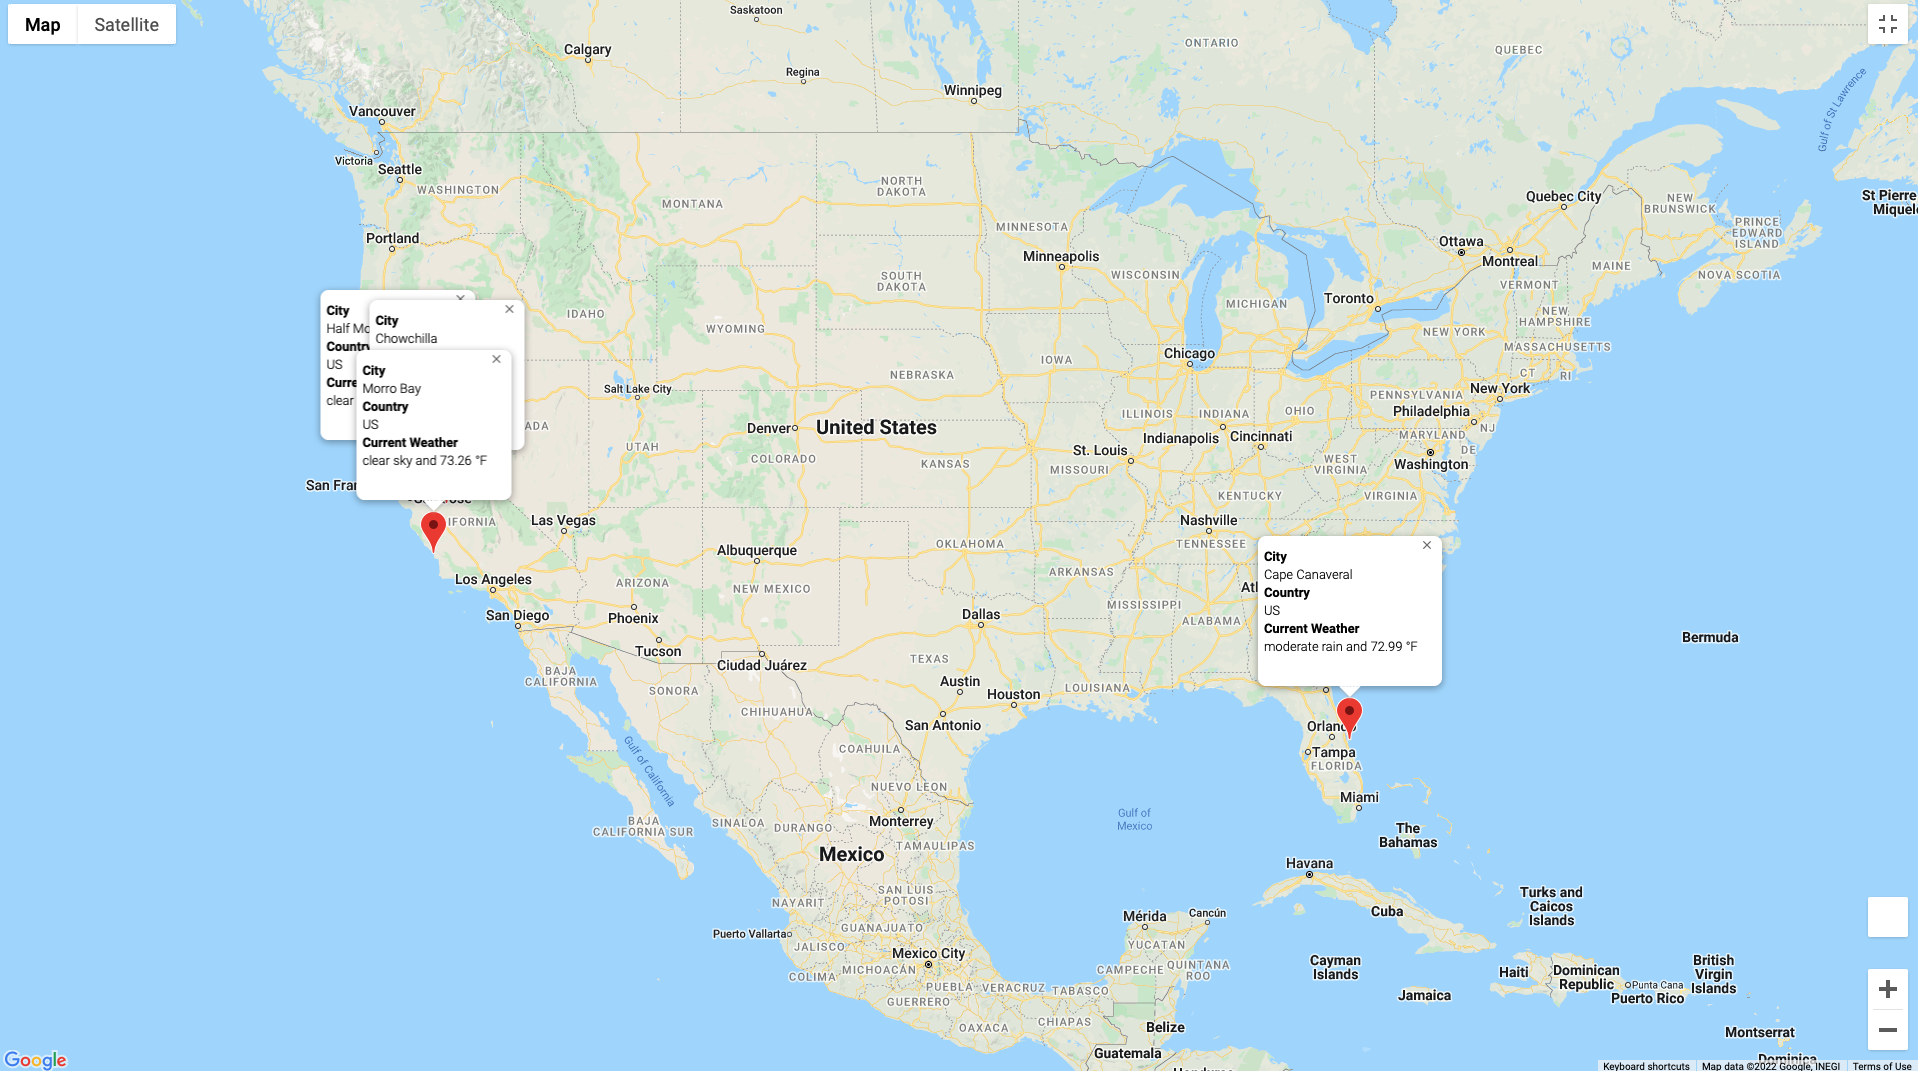 Map
Satellite
Saskatoon
Calgary
ONTARIO
QUEBEC
Regina
Winnipeg
Gulf of St Lawrence
Vancouver
Victoria
Seattle
WASHINGTON
NORTH
DAKOTA
MONTANA
Quebec City
NEW
BRUNSWICK
St Pierre
Miquel
PRINCE
EDWARD
ISLAND
Portland
MINNESOTA
Ottawa
Montreal
Minneapolis
MAINE
NOVA SCOTIA
WISCONSIN
SOUTH
DAKOTA
VERMONT
Toronto
MICHIGAN
IDAHO
WYOMING
NEW YORK
NEW
HAMPSHIRE
MASSACHUSETTS
City
Half Mo
Country
US
Curre
clear
City
Chowchilla
City
Morro Bay
Country
US
Current Weather
clear sky and 73.26 °F
Chicago
IOWA
NEBRASKA
CT
RI
Salt Lake City
New York
PENNSYLVANIA
Philadelphia
NJ
ILLINOIS
INDIANA
OHIO
ADA
Denver
United States
Indianapolis
Cincinnati
MARYLAND
DE
UTAH
COLORADO
KANSAS
St. Louis
MISSOURI
WEST
VIRGINIA
Washington
San Fran
KENTUCKY
VIRGINIA
IFORNIA
Las Vegas
Nashville
TENNESSEE
Albuquerque
OKLAHOMA
Los Angeles
ARIZONA
NEW MEXICO
ARKANSAS
Atl
City
Cape Canaveral
Country
US
Current Weather
moderate rain and 72.99 °F
San Diego
Phoenix
Dallas
MISSISSIPPI
ALABAMA
Bermuda
Tucson
Ciudad Juárez
TEXAS
BAJA
CALIFORNIA
SONORA
Austin
Houston
LOUISIANA
CHIHUAHUA
San Antonio
Orlando
Gulf of California
COAHUILA
Tampa
FLORIDA
NUEVO LEON
Miami
BAJA
CALIFORNIA SUR
SINALOA
DURANGO
Monterrey
Gulf of
Mexico
The
Bahamas
Mexico
TAMAULIPAS
Havana
SAN LUIS
POTOSI
NAYARIT
Turks and
Caicos
Islands
Mérida
Cancún
Cuba
Puerto Vallarta
GUANAJUATO
JALISCO
YUCATAN
Mexico City
COLIMA
MICHOACÁN
CAMPECHE
QUINTANA
ROO
Cayman
Islands
Haiti
Dominican
Republic
Punta Cana
Puerto Rico
British
Virgin
Islands
PUEBLA
VERACRUZ
TABASCO
GUERRERO
Jamaica
OAXACA
CHIAPAS
Belize
Montserrat
Guatemala
Dominica
Honduras
Google
Keyboard shortcuts
Map data ©2022 Google, INEGI
Terms of Use